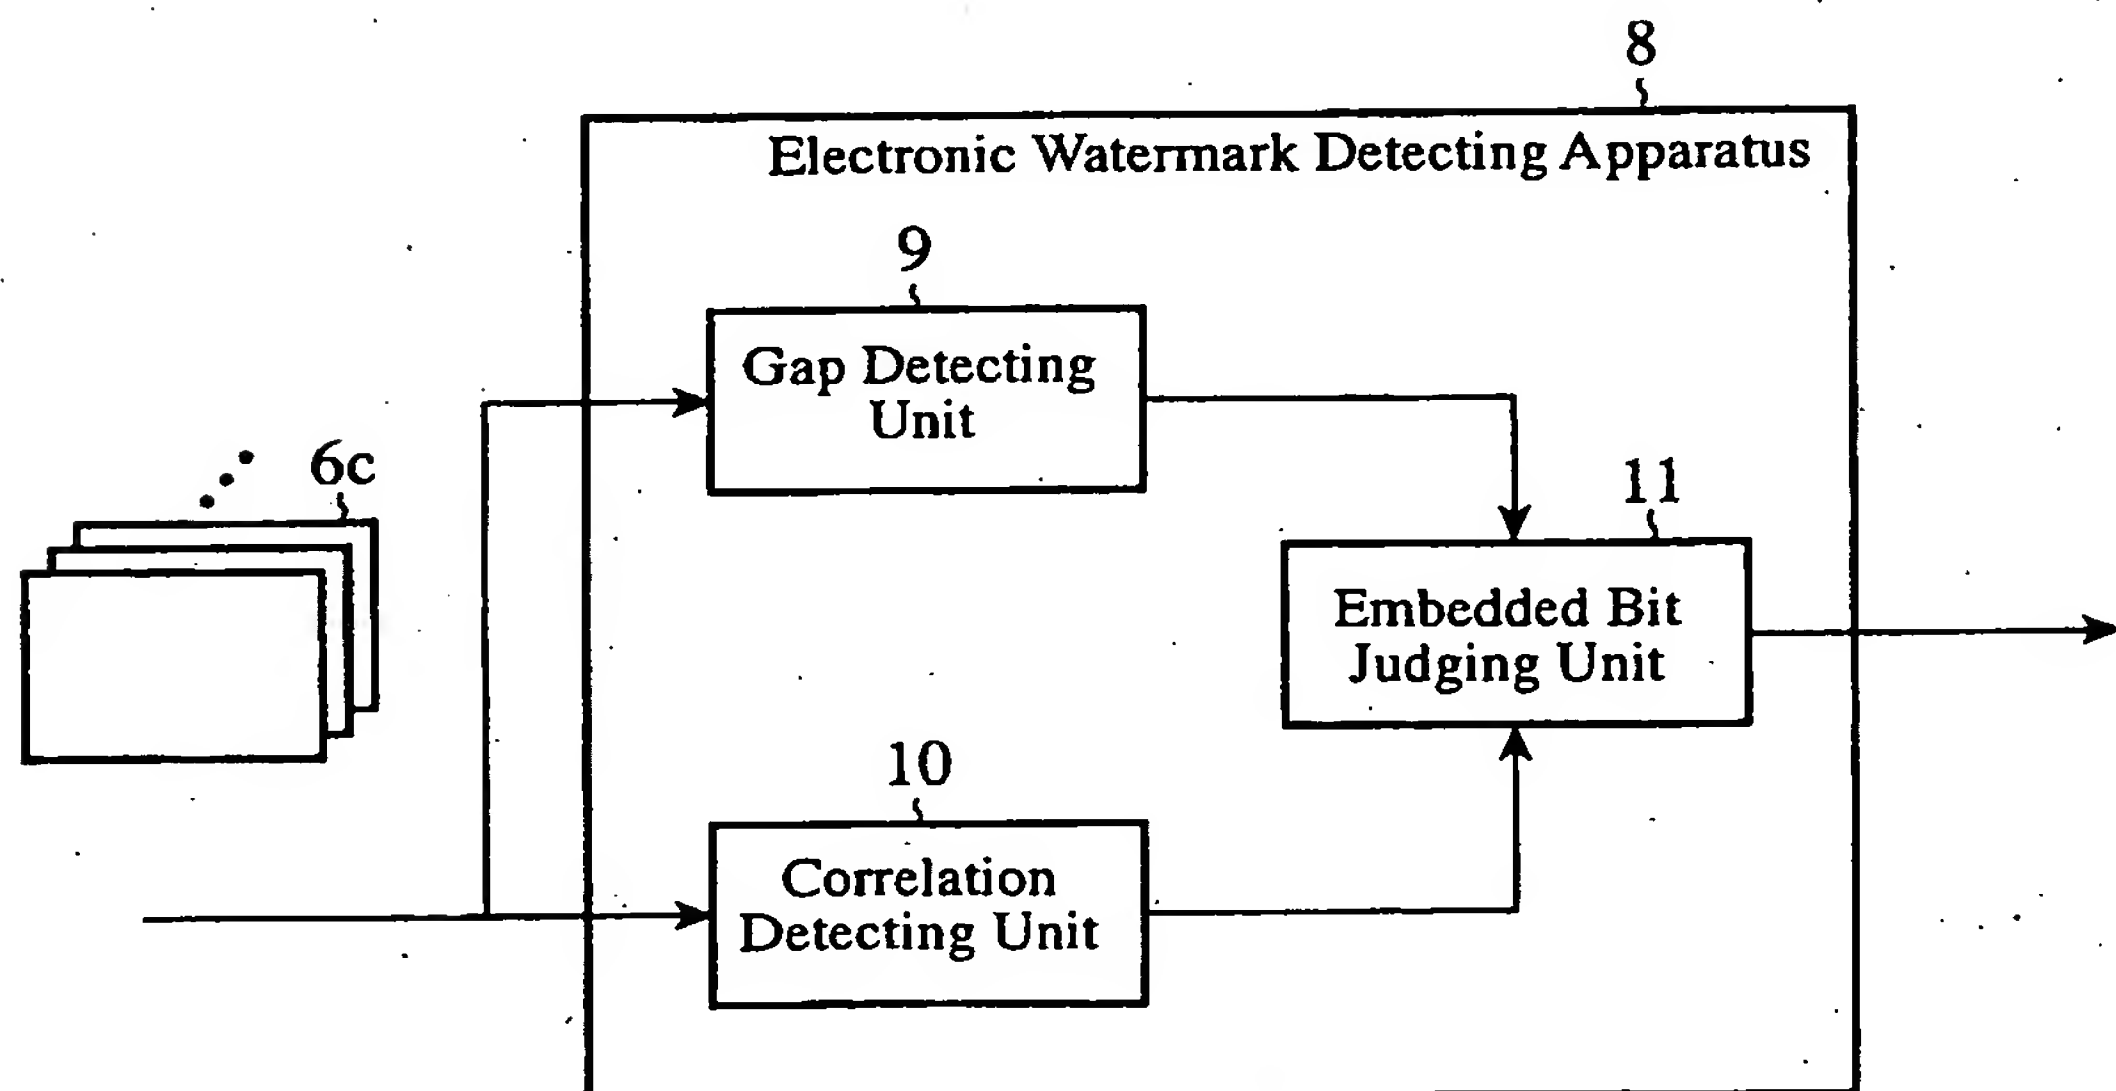 8
Electronic Watermark Detecting Apparatus
9
Gap Detecting
Unit
6c
11
Embedded Bit
Judging Unit
10
Correlation
Detecting Unit